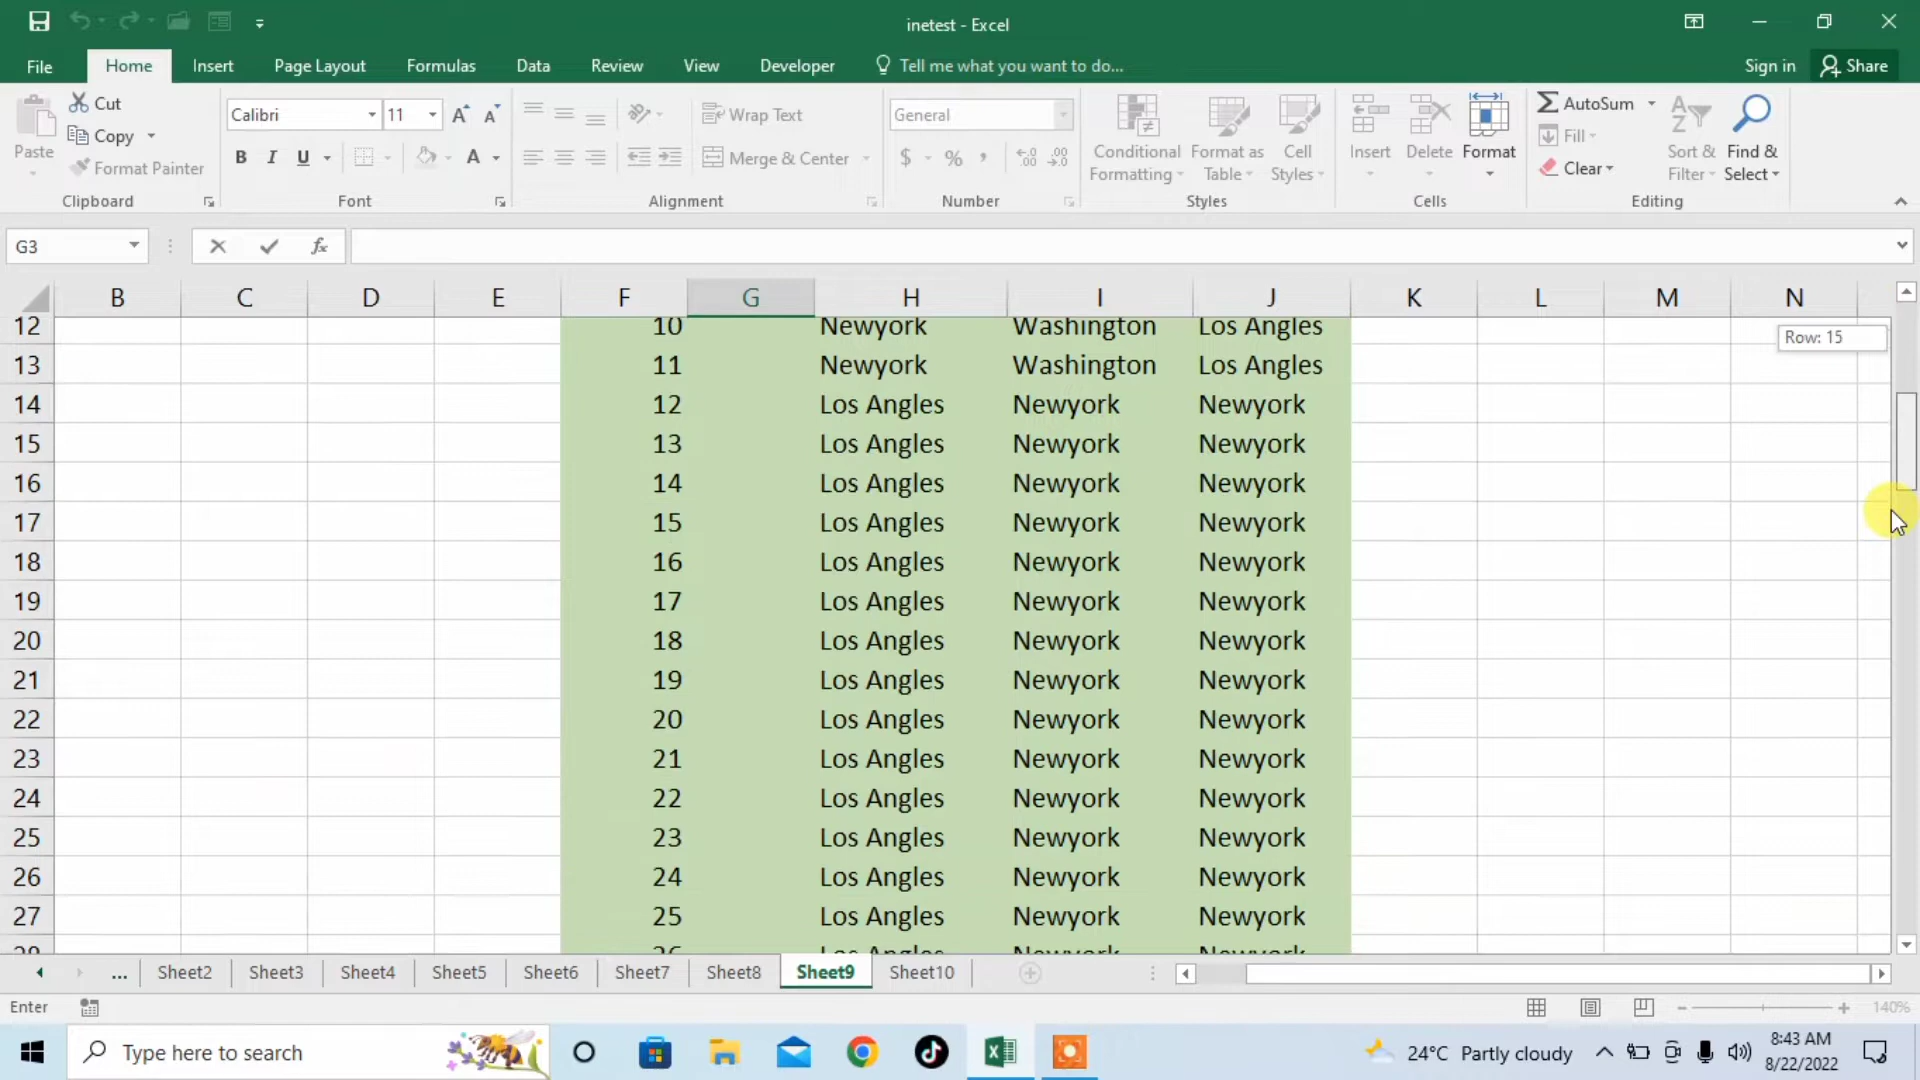 inetest - Excel
File Home Insert Page Layout Formulas Data Review View Developer Tell me what you want to do... Sign in Share
Cut
Copy
Format Painter
Paste
Clipboard
Calibri 11
B I U A
Font
Wrap Text
Merge & Center
Alignment
General
$ % ,
Number
Conditional Formatting
Format as Table
Cell Styles
Styles
Insert Delete Format
Cells
AutoSum
Fill
Clear
Sort & Filter
Find & Select
Editing
G3 fx
B C D E F G H I J K L M N
12 10 Newyork Washington Los Angles
Row: 15
13 11 Newyork Washington Los Angles
14 12 Los Angles Newyork Newyork
15 13 Los Angles Newyork Newyork
16 14 Los Angles Newyork Newyork
17 15 Los Angles Newyork Newyork
18 16 Los Angles Newyork Newyork
19 17 Los Angles Newyork Newyork
20 18 Los Angles Newyork Newyork
21 19 Los Angles Newyork Newyork
22 20 Los Angles Newyork Newyork
23 21 Los Angles Newyork Newyork
24 22 Los Angles Newyork Newyork
25 23 Los Angles Newyork Newyork
26 24 Los Angles Newyork Newyork
27 25 Los Angles Newyork Newyork
28 26 Los Angles Newyork Newyork
... Sheet2 Sheet3 Sheet4 Sheet5 Sheet6 Sheet7 Sheet8 Sheet9 Sheet10
Enter 140%
Type here to search 24°C Partly cloudy 8:43 AM
8/22/2022